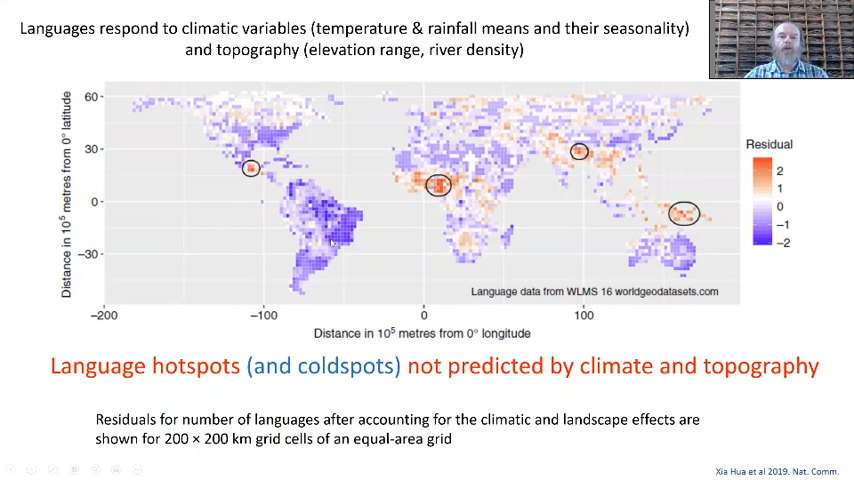 Languages respond to climatic variables (temperature & rainfall means and their seasonality)
and topography (elevation range, river density)
Distance in 10⁵ metres from 0° latitude
60
30
0
−30
Residual
2
1
0
−1
−2
Language data from WLMS 16 worldgeodatasets.com
−200
−100
0
100
Distance in 10⁵ metres from 0° longitude
Language hotspots (and coldspots) not predicted by climate and topography
Residuals for number of languages after accounting for the climatic and landscape effects are
shown for 200 × 200 km grid cells of an equal-area grid
Xia Hua et al 2019. Nat. Comm.